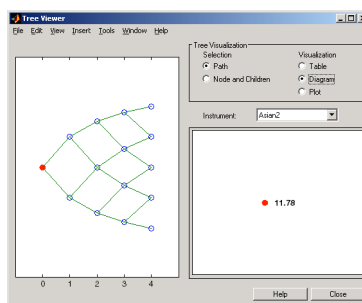 Tree Viewer
File Edit View Insert Tools Window Help
Tree Visualization
Selection
Path
Node and Children
Visualization
Table
Diagram
Plot
Instrument: Asian2
11.78
0 1 2 3 4
Help Close